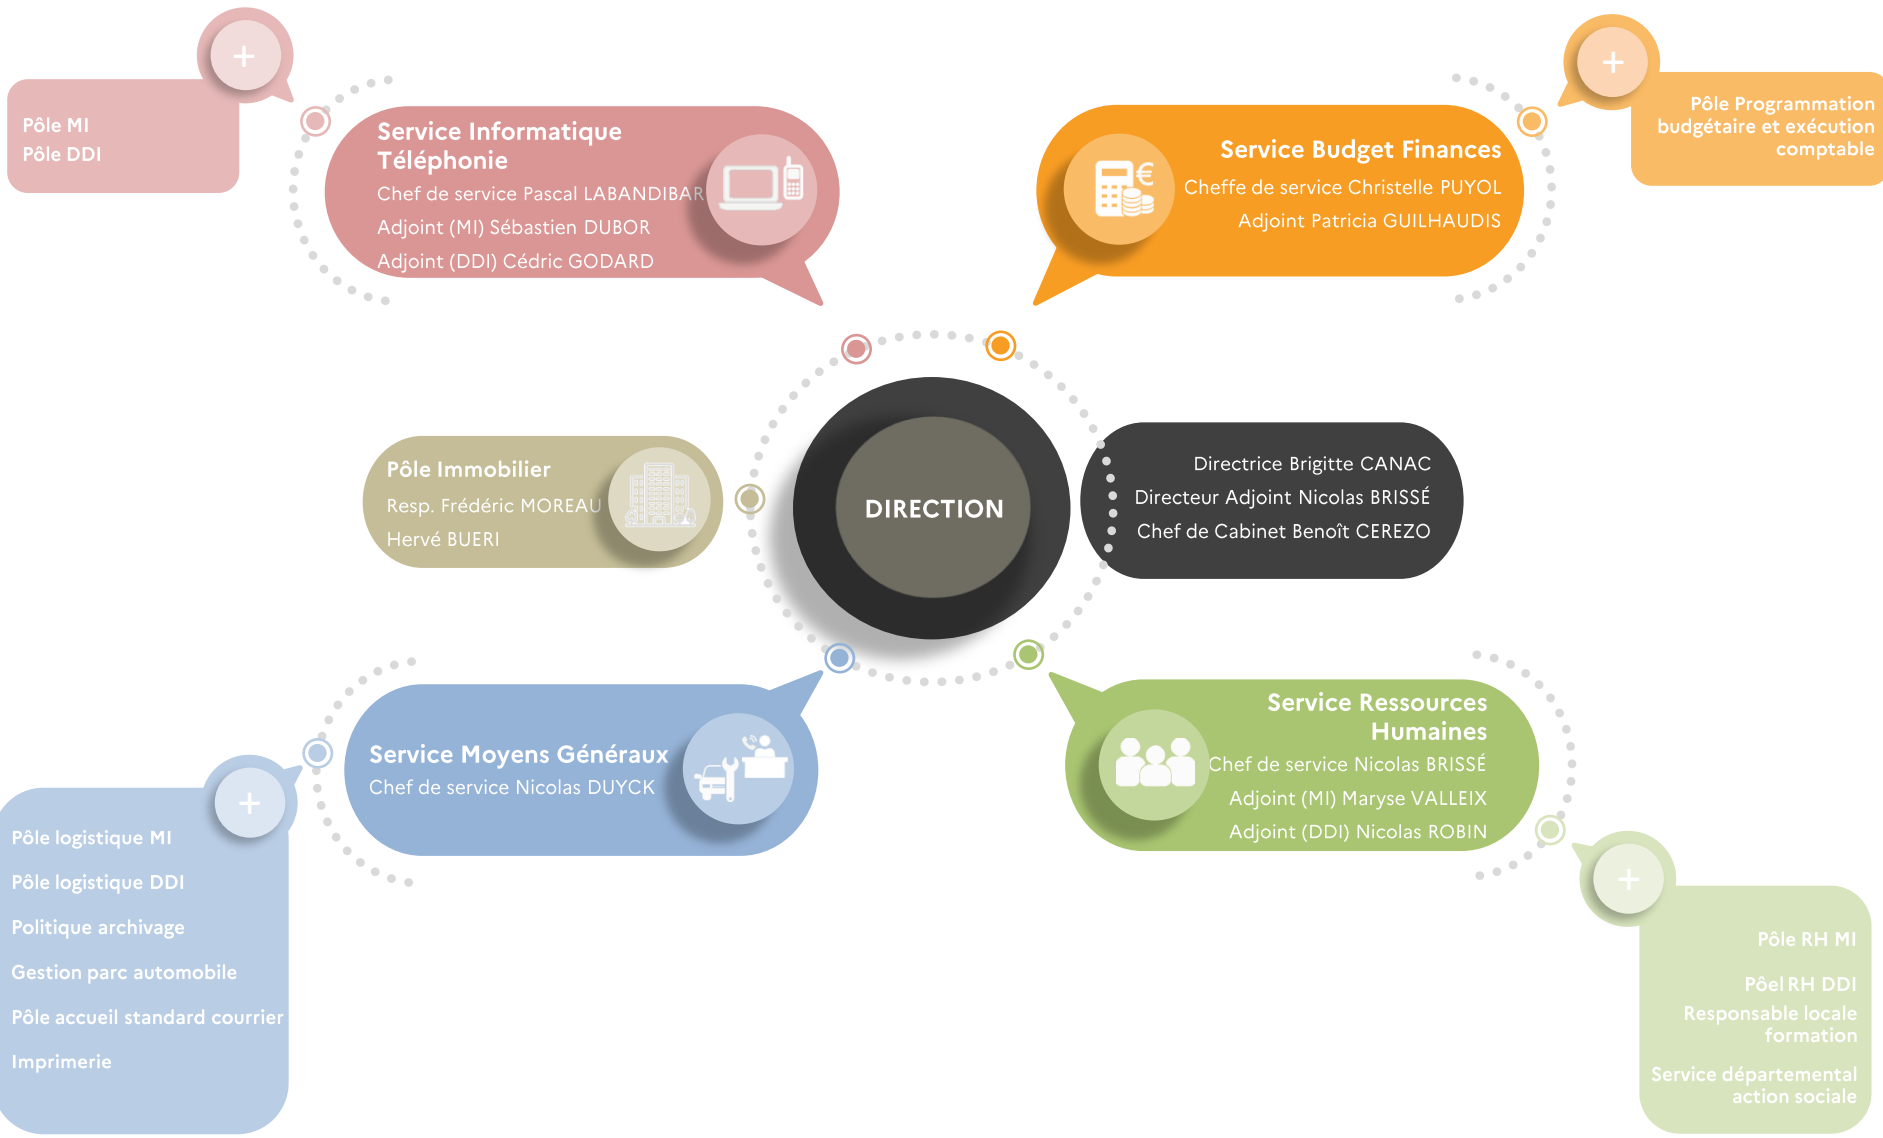 +
Pôle MI
Pôle DDI
Service Informatique
Téléphonie
Chef de service Pascal LABANDIBAR
Adjoint (MI) Sébastien DUBOR
Adjoint (DDI) Cédric GODARD
€
Service Budget Finances
Cheffe de service Christelle PUYOL
Adjoint Patricia GUILHAUDIS
+
Pôle Programmation
budgétaire et exécution
comptable
Pôle Immobilier
Resp. Frédéric MOREAU
Hervé BUERI
DIRECTION
Directrice Brigitte CANAC
Directeur Adjoint Nicolas BRISSÉ
Chef de Cabinet Benoît CEREZO
Service Moyens Généraux
Chef de service Nicolas DUYCK
+
Pôle logistique MI
Pôle logistique DDI
Politique archivage
Gestion parc automobile
Pôle accueil standard courrier
Imprimerie
Service Ressources
Humaines
Chef de service Nicolas BRISSÉ
Adjoint (MI) Maryse VALLEIX
Adjoint (DDI) Nicolas ROBIN
+
Pôle RH MI
Pôel RH DDI
Responsable locale
formation
Service départemental
action sociale